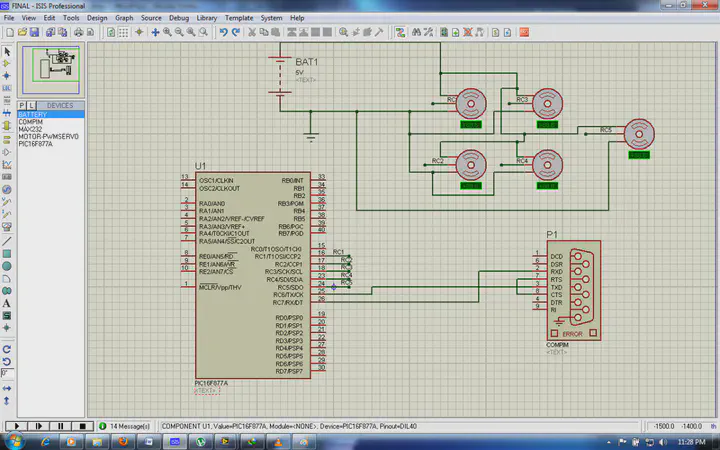 FINAL - ISIS Professional
File View Edit Tools Design Graph Source Debug Library Template System Help
P L DEVICES
BATTERY
COMPIM
MAX232
MOTOR-PWMSERVO
PIC16F877A
BAT1
5V
<TEXT>
RC3
RC5
RC2
RC4
U1
13 OSC1/CLKIN RB0/INT 33
14 OSC2/CLKOUT RB1 34
RB2 35
2 RA0/AN0 RB3/PGM 36
3 RA1/AN1 RB4 37
4 RA2/AN2/VREF-/CVREF RB5 38
5 RA3/AN3/VREF+ RB6/PGC 39
6 RA4/T0CKI/C1OUT RB7/PGD 40
7 RA5/AN4/SS/C2OUT
RC0/T1OSO/T1CKI 15
8 RE0/AN5/RD RC1/T1OSI/CCP2 16 RC1
9 RE1/AN6/WR RC2/CCP1 17
10 RE2/AN7/CS RC3/SCK/SCL 18
RC4/SDI/SDA 23
1 MCLR/Vpp/THV RC5/SDO 24
RC6/TX/CK 25
RC7/RX/DT 26
RD0/PSP0 19
RD1/PSP1 20
RD2/PSP2 21
RD3/PSP3 22
RD4/PSP4 27
RD5/PSP5 28
RD6/PSP6 29
RD7/PSP7 30
PIC16F877A
<TEXT>
P1
1 DCD
6 DSR
2 RXD
7 RTS
3 TXD
8 CTS
4 DTR
9 RI
ERROR
COMPIM
<TEXT>
0°
14 Message(s) COMPONENT U1, Value=PIC16F877A, Module=<NONE>, Device=PIC16F877A, Pinout=DIL40 -1500.0 -1000.0
11:28 PM